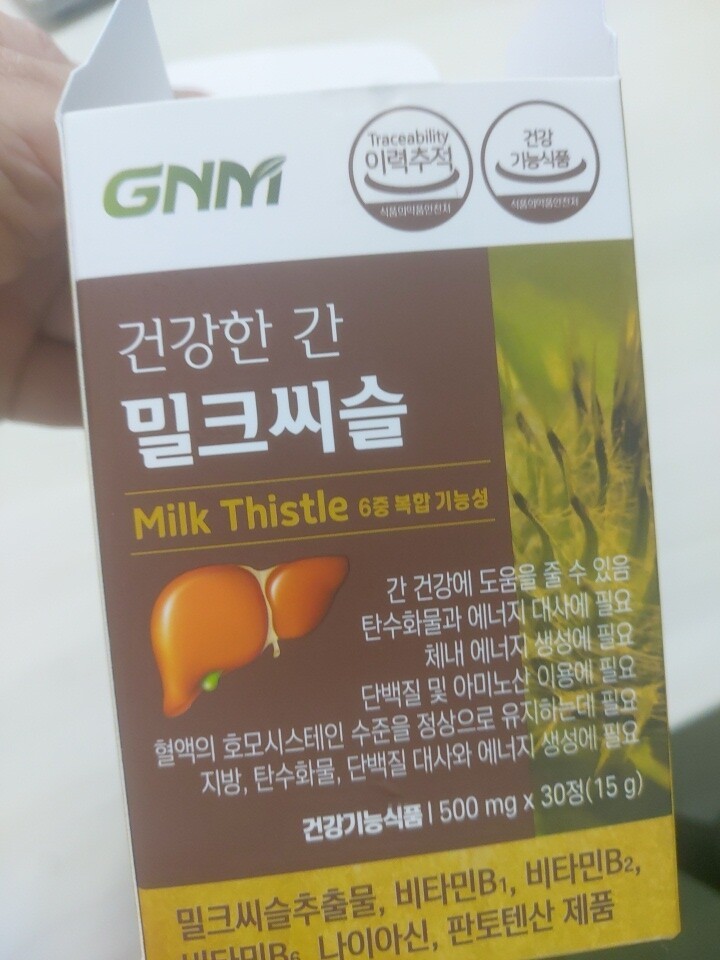 GNM
Traceability
이력추적
식품의약품안전처
건강
기능식품
식품의약품안전처
건강한 간
밀크씨슬
Milk Thistle 6중 복합 기능성
간 건강에 도움을 줄 수 있음
탄수화물과 에너지 대사에 필요
체내 에너지 생성에 필요
단백질 및 아미노산 이용에 필요
혈액의 호모시스테인 수준을 정상으로 유지하는데 필요
지방, 탄수화물, 단백질 대사와 에너지 생성에 필요
건강기능식품 | 500 mg x 30정(15 g)
밀크씨슬추출물, 비타민B₁, 비타민B₂,
비타민B₆, 나이아신, 판토텐산 제품